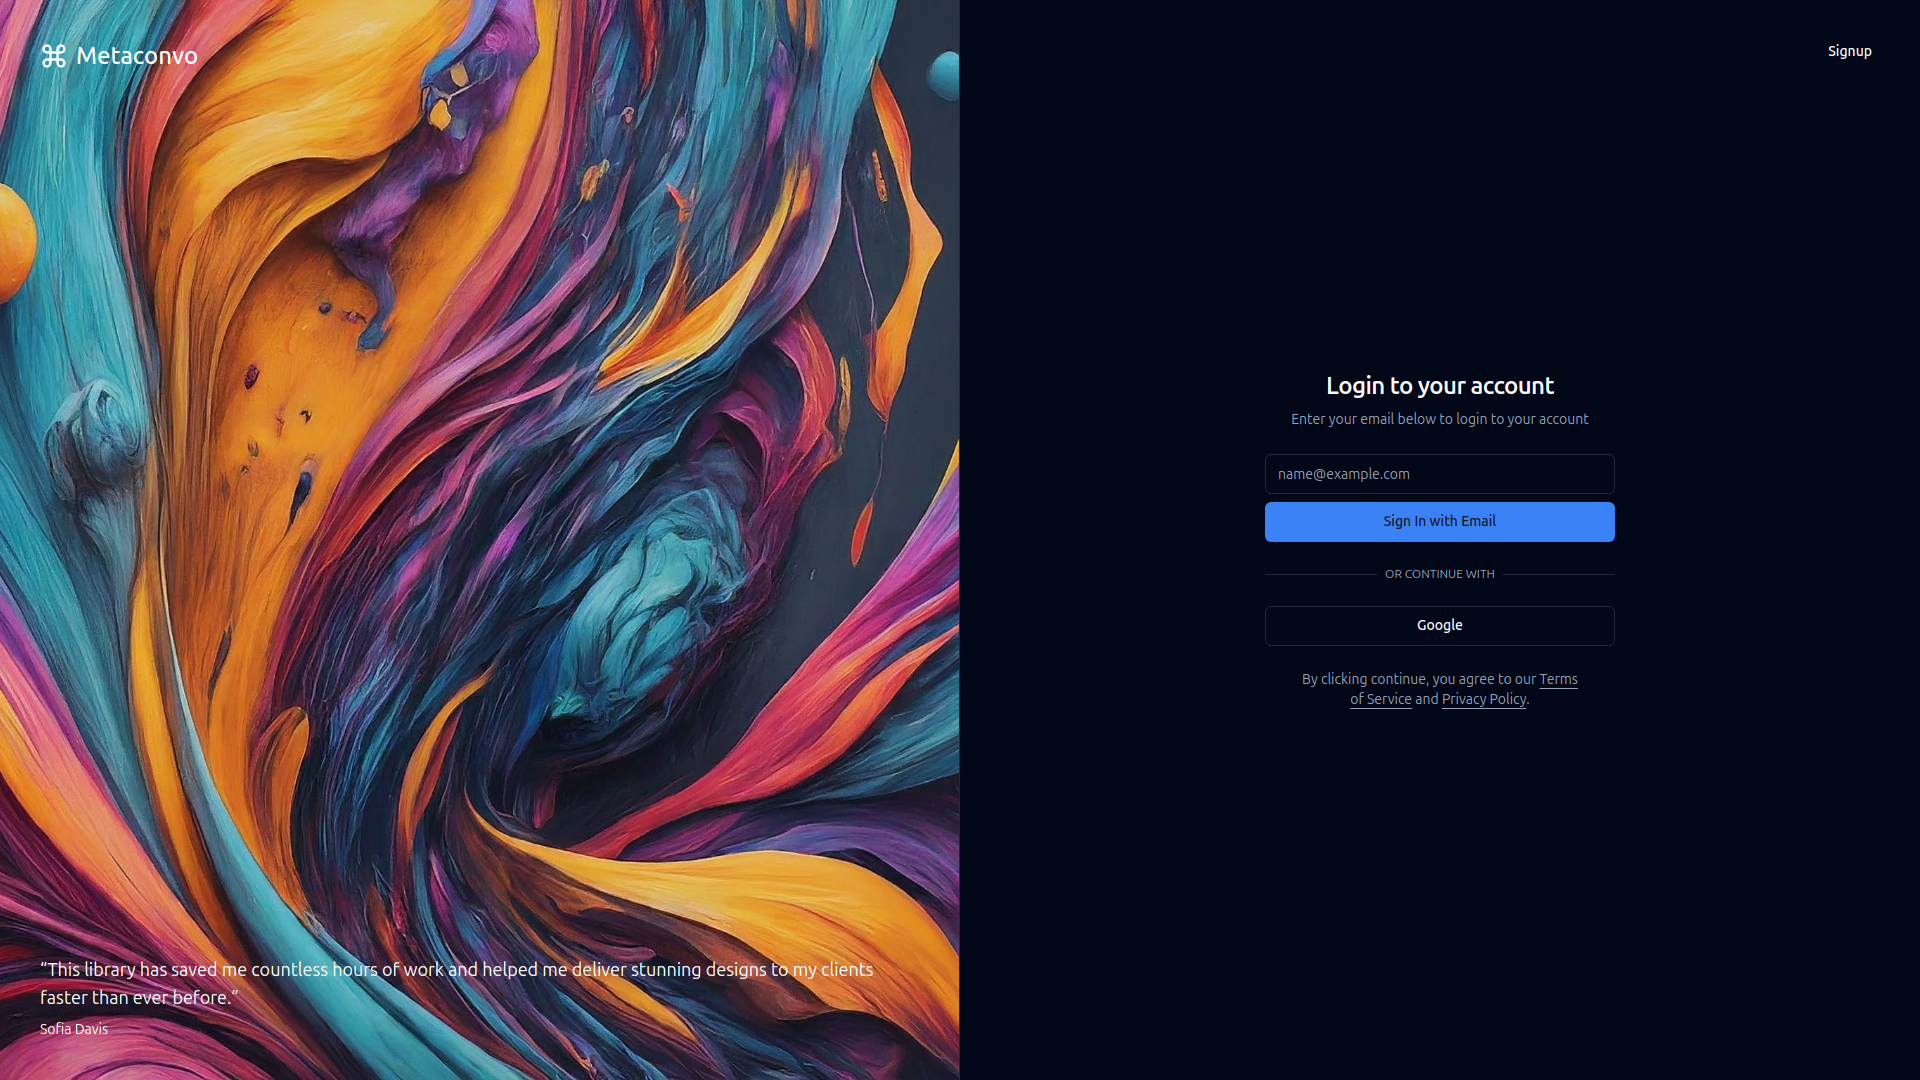 Metaconvo
“This library has saved me countless hours of work and helped me deliver stunning designs to my clients
faster than ever before.”
Sofia Davis
Signup
Login to your account
Enter your email below to login to your account
name@example.com
Sign In with Email
OR CONTINUE WITH
Google
By clicking continue, you agree to our Terms
of Service and Privacy Policy.